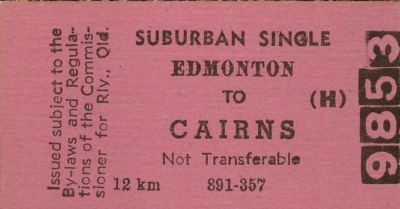 Issued subject to the
By-laws and Regula-
tions of the Commis-
sioner for Rly., Qld.
SUBURBAN SINGLE
EDMONTON
TO
(H)
CAIRNS
Not Transferable
12 km 891-357
9853